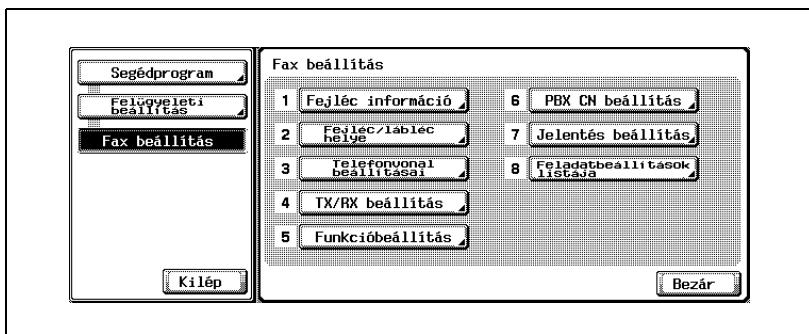 Segédprogram
Felügyeleti
beállítás
Fax beállítás
Kilép
Fax beállítás
1 Fejléc információ
2 Fejléc/lábléc
helye
3 Telefonvonal
beállításai
4 TX/RX beállítás
5 Funkcióbeállítás
6 PBX CN beállítás
7 Jelentés beállítás
8 Feladatbeállítások
listája
Bezár